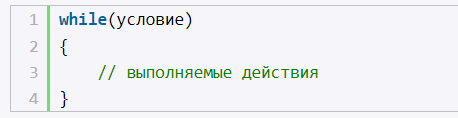 1 while(условие)
2 {
3     // выполняемые действия
4 }